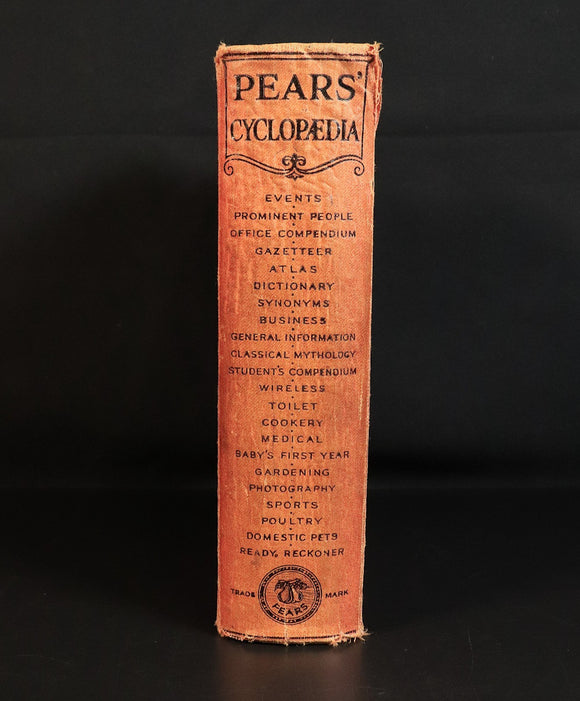 PEARS'
CYCLOPÆDIA
EVENTS
PROMINENT PEOPLE
OFFICE COMPENDIUM
GAZETTEER
ATLAS
DICTIONARY
SYNONYMS
BUSINESS
GENERAL INFORMATION
CLASSICAL MYTHOLOGY
STUDENT'S COMPENDIUM
WIRELESS
TOILET
COOKERY
MEDICAL
BABY'S FIRST YEAR
GARDENING
PHOTOGRAPHY
SPORTS
POULTRY
DOMESTIC PETS
READY RECKONER
TRADE MARK
PEARS